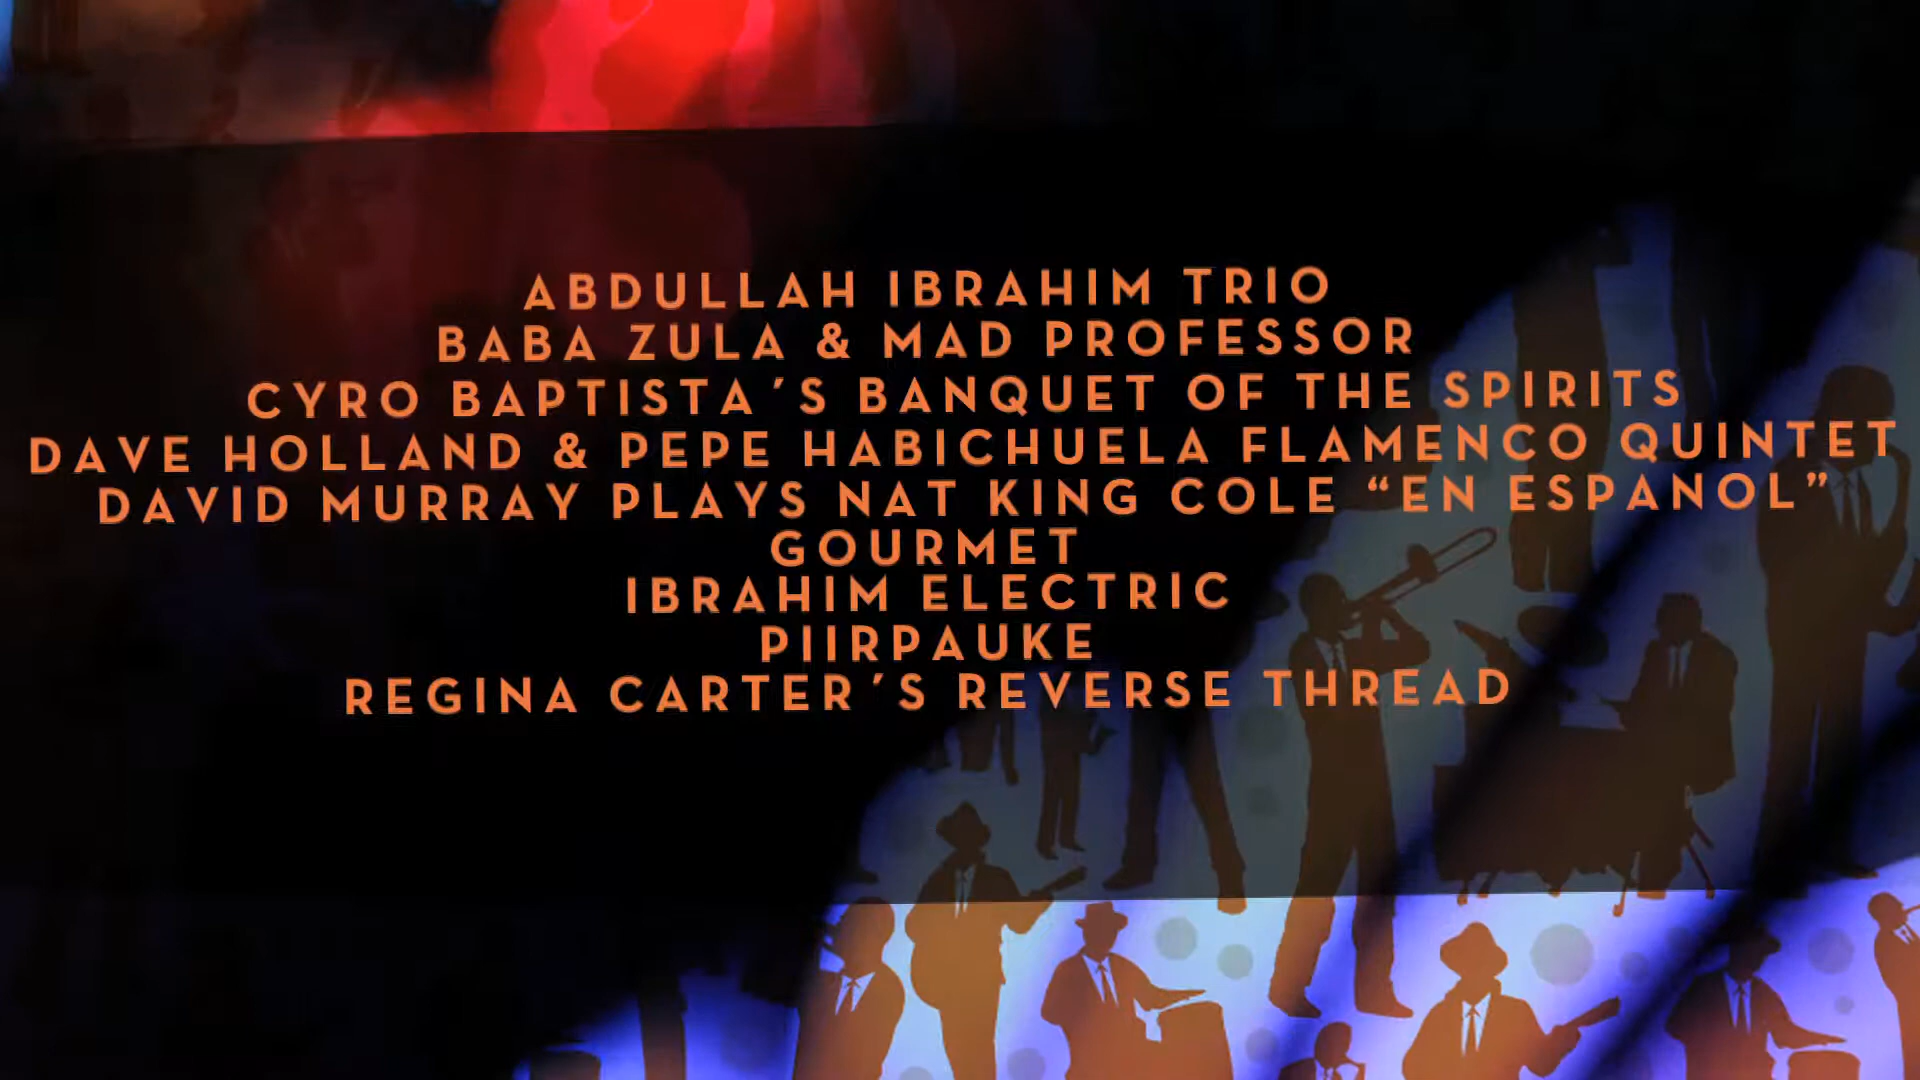 ABDULLAH IBRAHIM TRIO
BABA ZULA & MAD PROFESSOR
CYRO BAPTISTA´S BANQUET OF THE SPIRITS
DAVE HOLLAND & PEPE HABICHUELA FLAMENCO QUINTET
DAVID MURRAY PLAYS NAT KING COLE “EN ESPANOL”
GOURMET
IBRAHIM ELECTRIC
PIIRPAUKE
REGINA CARTER´S REVERSE THREAD